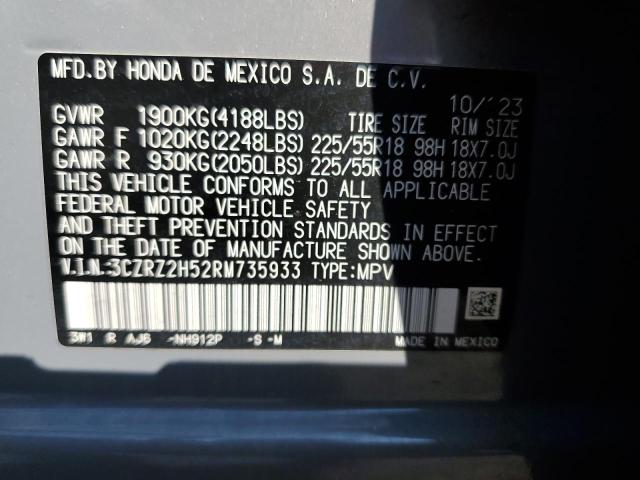 MFD.BY HONDA DE MEXICO S.A. DE C.V.
10/'23
GVWR 1900KG(4188LBS) TIRE SIZE RIM SIZE
GAWR F 1020KG(2248LBS) 225/55R18 98H 18X7.0J
GAWR R 930KG(2050LBS) 225/55R18 98H 18X7.0J
THIS VEHICLE CONFORMS TO ALL APPLICABLE
FEDERAL MOTOR VEHICLE SAFETY
AND THEFT PREVENTION STANDARDS IN EFFECT
ON THE DATE OF MANUFACTURE SHOWN ABOVE.
V.I.N:3CZRZ2H52RM735933 TYPE:MPV
3W1 R AJ6 -NH912P -S-M MADE IN MEXICO